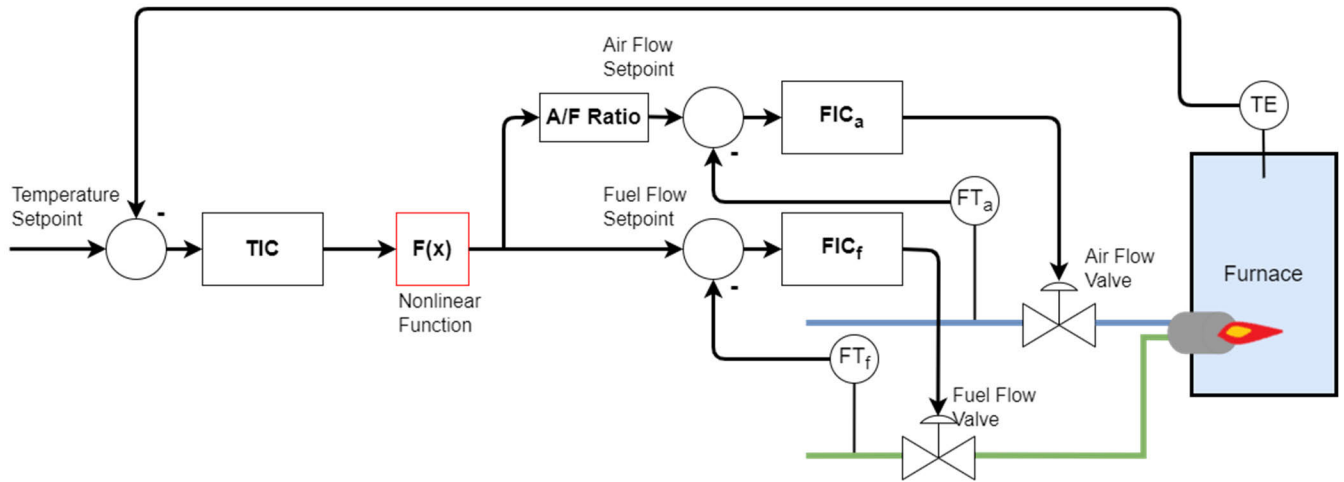 Air Flow
Setpoint
TE
A/F Ratio
FICa
-
Temperature
Setpoint
-
Fuel Flow
Setpoint
FTa
TIC
F(x)
FICf
-
Nonlinear
Function
Air Flow
Valve
Furnace
FTf
Fuel Flow
Valve